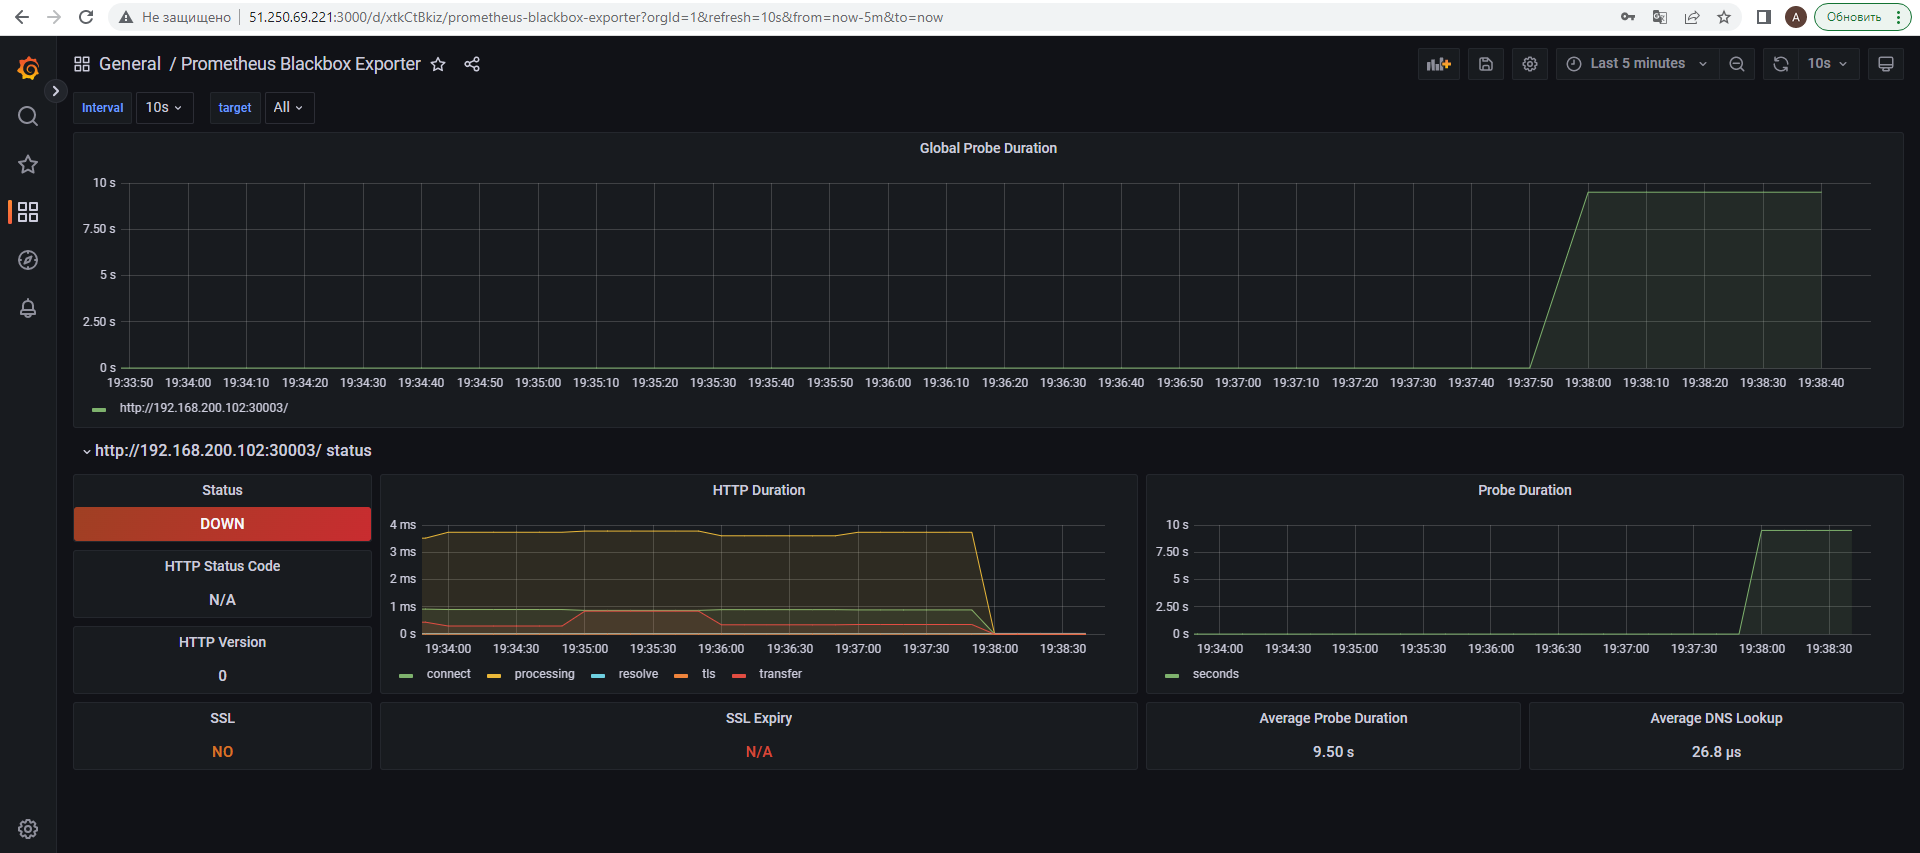 Не защищено 51.250.69.221:3000/d/xtkCtBkiz/prometheus-blackbox-exporter?orgId=1&refresh=10s&from=now-5m&to=now A Обновить
General / Prometheus Blackbox Exporter Last 5 minutes 10s
Interval 10s target All
Global Probe Duration
10 s
7.50 s
5 s
2.50 s
0 s
19:33:50 19:34:00 19:34:10 19:34:20 19:34:30 19:34:40 19:34:50 19:35:00 19:35:10 19:35:20 19:35:30 19:35:40 19:35:50 19:36:00 19:36:10 19:36:20 19:36:30 19:36:40 19:36:50 19:37:00 19:37:10 19:37:20 19:37:30 19:37:40 19:37:50 19:38:00 19:38:10 19:38:20 19:38:30 19:38:40
http://192.168.200.102:30003/
http://192.168.200.102:30003/ status
Status
DOWN
HTTP Status Code
N/A
HTTP Version
0
HTTP Duration
4 ms
3 ms
2 ms
1 ms
0 s
19:34:00 19:34:30 19:35:00 19:35:30 19:36:00 19:36:30 19:37:00 19:37:30 19:38:00 19:38:30
connect processing resolve tls transfer
Probe Duration
10 s
7.50 s
5 s
2.50 s
0 s
19:34:00 19:34:30 19:35:00 19:35:30 19:36:00 19:36:30 19:37:00 19:37:30 19:38:00 19:38:30
seconds
SSL
NO
SSL Expiry
N/A
Average Probe Duration
9.50 s
Average DNS Lookup
26.8 µs